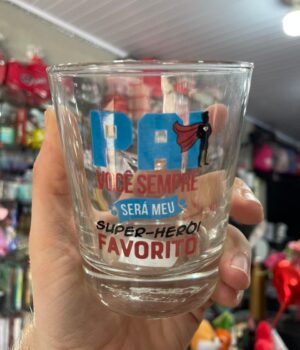 PAI
VOCÊ SEMPRE
SERÁ MEU
SUPER-HERÓI
FAVORITO!